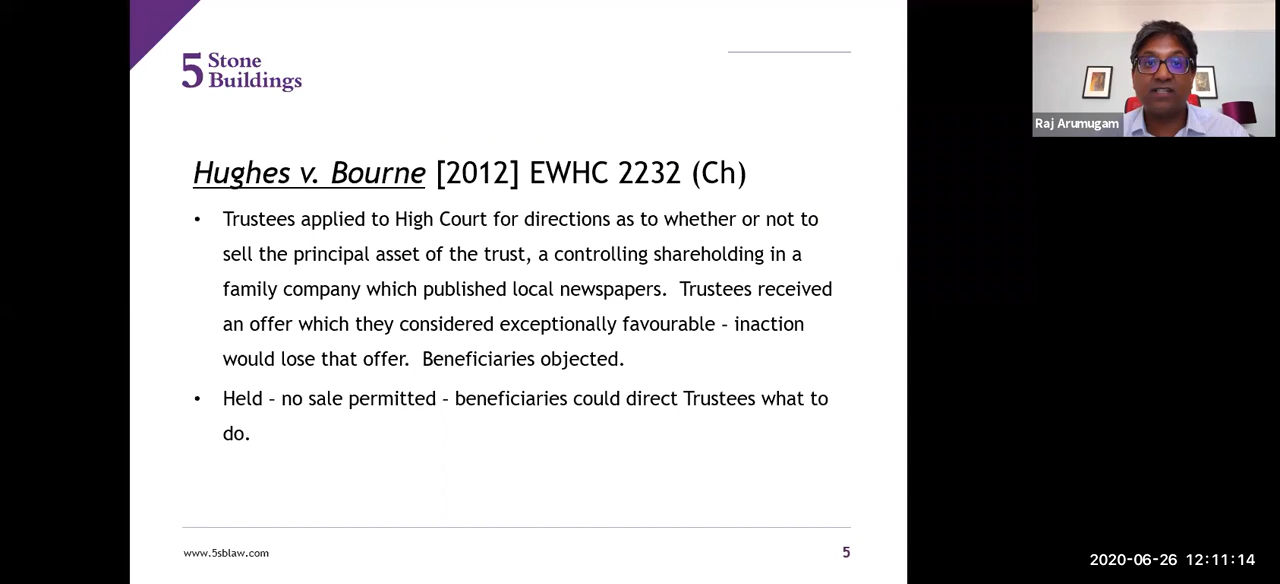 5 Stone
Buildings
Raj Arumugam
Hughes v. Bourne [2012] EWHC 2232 (Ch)
• Trustees applied to High Court for directions as to whether or not to
sell the principal asset of the trust, a controlling shareholding in a
family company which published local newspapers. Trustees received
an offer which they considered exceptionally favourable – inaction
would lose that offer. Beneficiaries objected.
• Held – no sale permitted – beneficiaries could direct Trustees what to
do.
www.5sblaw.com
5
2020-06-26 12:11:14